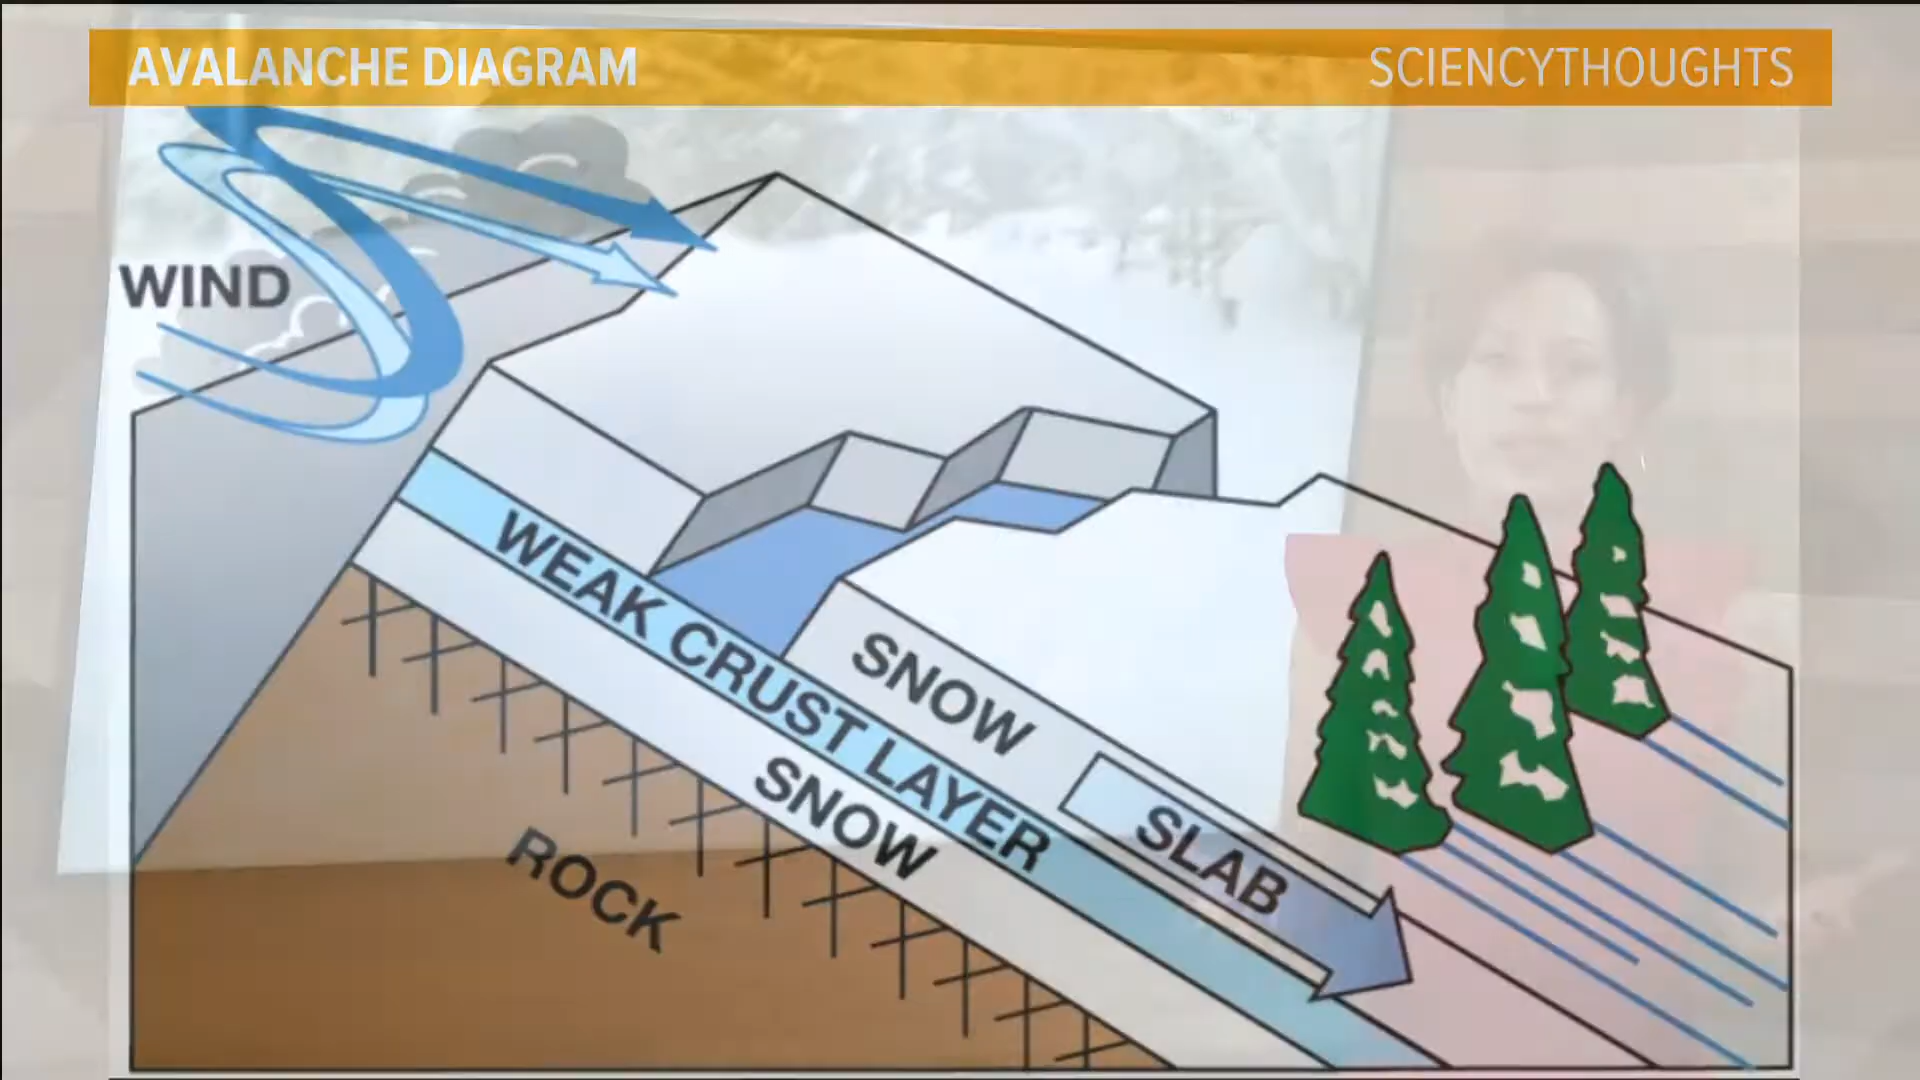 AVALANCHE DIAGRAM
SCIENCYTHOUGHTS
WIND
WEAK CRUST LAYER
SNOW
SLAB
SNOW
ROCK